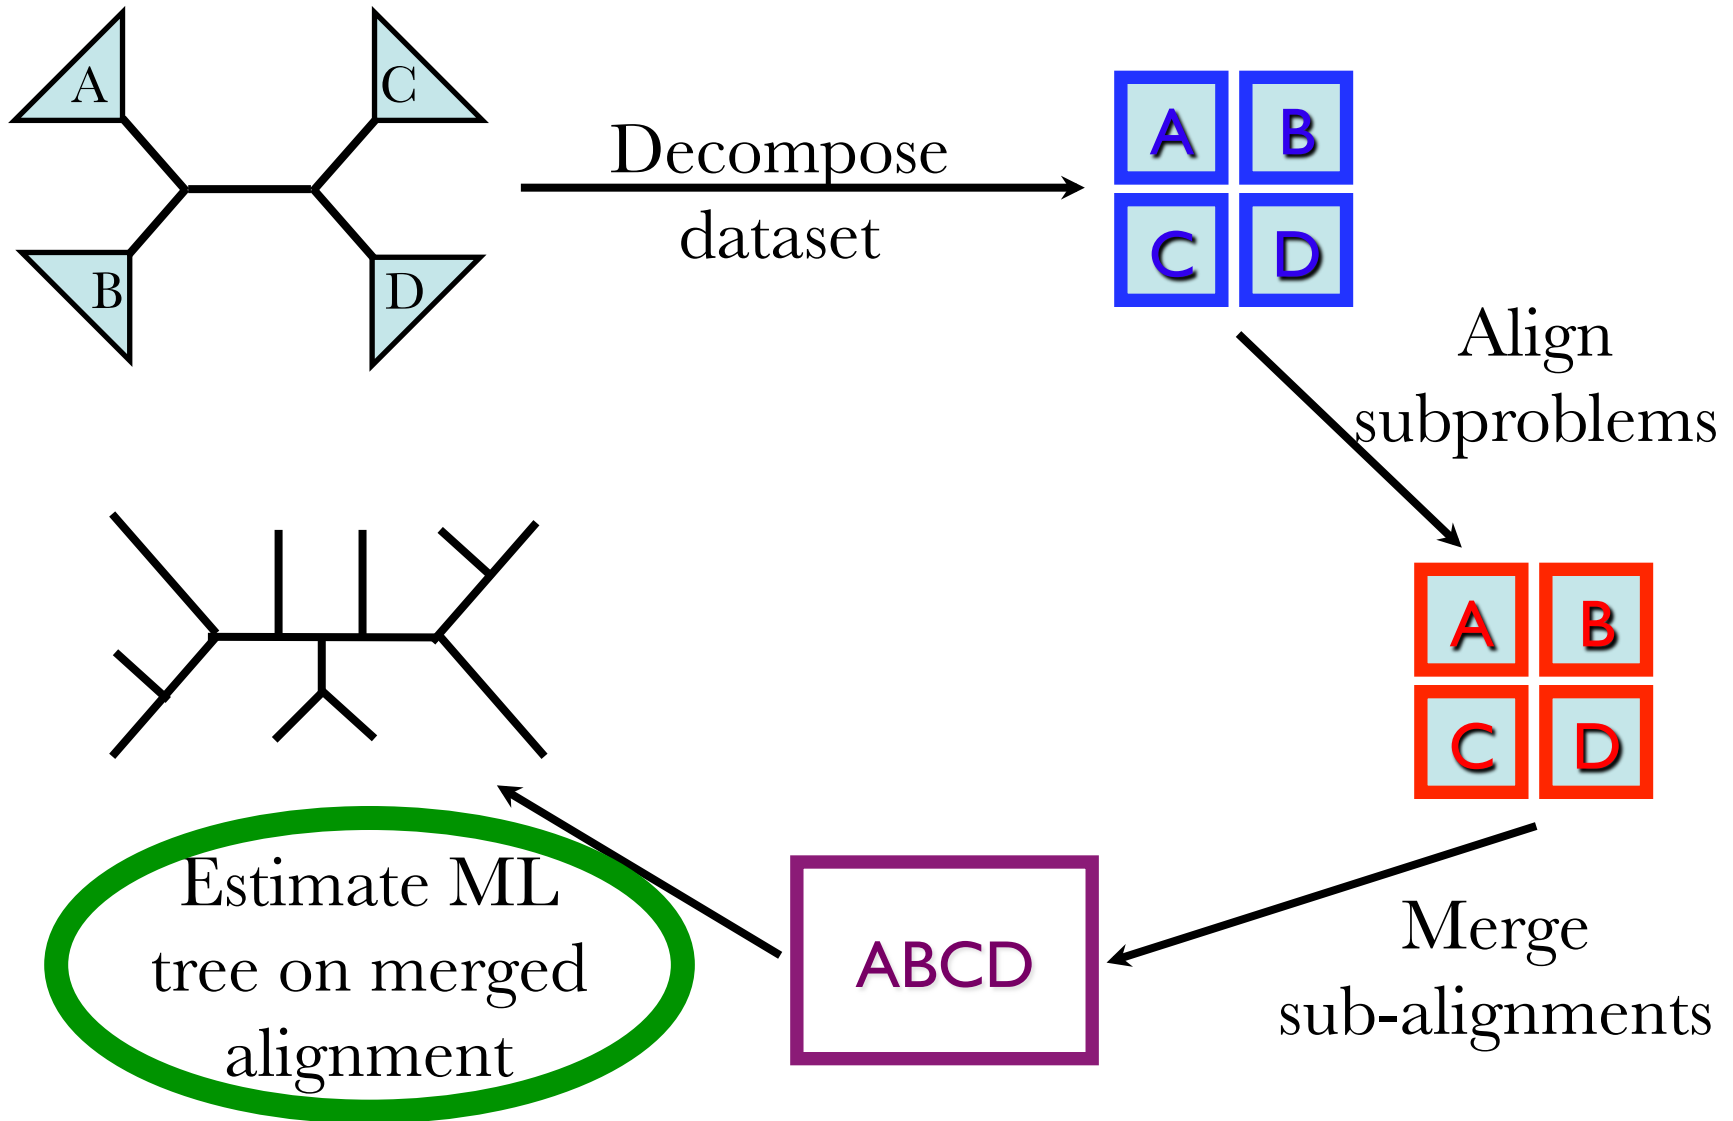 A
C
B
D
Decompose
dataset
A B
C D
Align
subproblems
A B
C D
Merge
sub-alignments
ABCD
Estimate ML
tree on merged
alignment